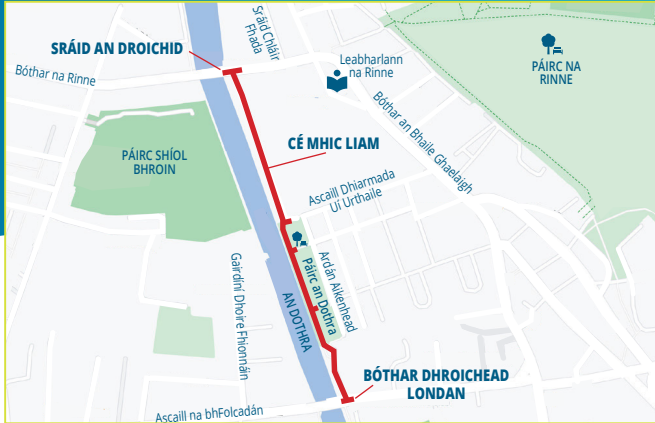 SRÁID AN DROICHID
Sráid Chláir
Fhada
Bóthar na Rinne
Leabharlann
na Rinne
PÁIRC NA
RINNE
Bóthar an Bhaile Ghaelaigh
CÉ MHIC LIAM
PÁIRC SHÍOL
BHROIN
Ascaill Dhiarmada
Uí Urthaile
Gairdíní Dhoire Fhionnáin
AN DOTHRA
Páirc an Dothra
Ardán Aikenhead
BÓTHAR DHROICHEAD
LONDAN
Ascaill na bhFolcadán